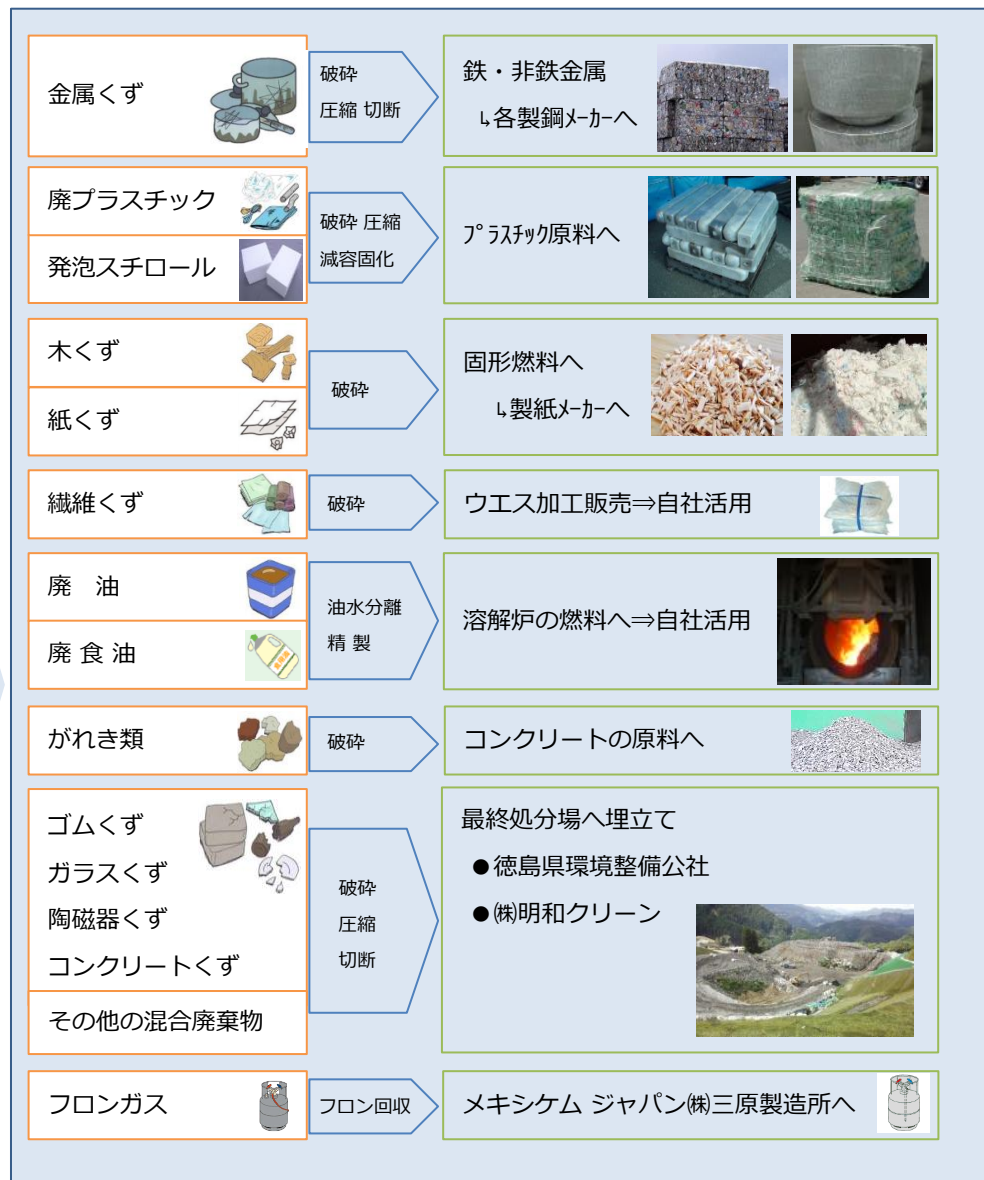 金属くず
破砕
圧縮 切断
鉄・非鉄金属
↳各製鋼ﾒｰｶｰへ
廃プラスチック
発泡スチロール
破砕 圧縮
減容固化
ﾌﾟﾗｽﾁｯｸ原料へ
木くず
紙くず
破砕
固形燃料へ
↳製紙ﾒｰｶｰへ
繊維くず
破砕
ウエス加工販売⇒自社活用
廃　油
廃 食 油
油水分離
精 製
溶解炉の燃料へ⇒自社活用
がれき類
破砕
コンクリートの原料へ
ゴムくず
ガラスくず
陶磁器くず
コンクリートくず
その他の混合廃棄物
破砕
圧縮
切断
最終処分場へ埋立て
●徳島県環境整備公社
●㈱明和クリーン
フロンガス
フロン回収
メキシケム ジャパン㈱三原製造所へ